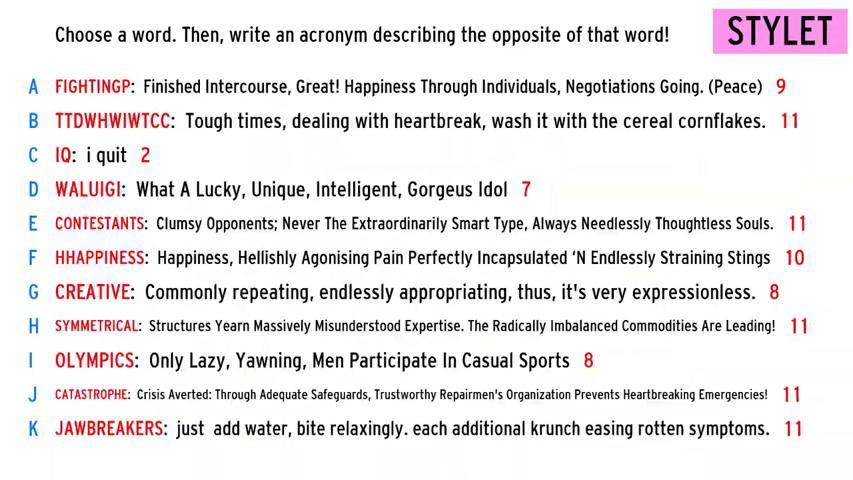 Choose a word. Then, write an acronym describing the opposite of that word!
STYLET
A FIGHTINGP: Finished Intercourse, Great! Happiness Through Individuals, Negotiations Going. (Peace) 9
B TTDWHWIWTCC: Tough times, dealing with heartbreak, wash it with the cereal cornflakes. 11
C IQ: i quit 2
D WALUIGI: What A Lucky, Unique, Intelligent, Gorgeus Idol 7
E CONTESTANTS: Clumsy Opponents; Never The Extraordinarily Smart Type, Always Needlessly Thoughtless Souls. 11
F HHAPPINESS: Happiness, Hellishly Agonising Pain Perfectly Incapsulated 'N Endlessly Straining Stings 10
G CREATIVE: Commonly repeating, endlessly appropriating, thus, it's very expressionless. 8
H SYMMETRICAL: Structures Yearn Massively Misunderstood Expertise. The Radically Imbalanced Commodities Are Leading! 11
I OLYMPICS: Only Lazy, Yawning, Men Participate In Casual Sports 8
J CATASTROPHE: Crisis Averted: Through Adequate Safeguards, Trustworthy Repairmen's Organization Prevents Heartbreaking Emergencies! 11
K JAWBREAKERS: just add water, bite relaxingly. each additional krunch easing rotten symptoms. 11